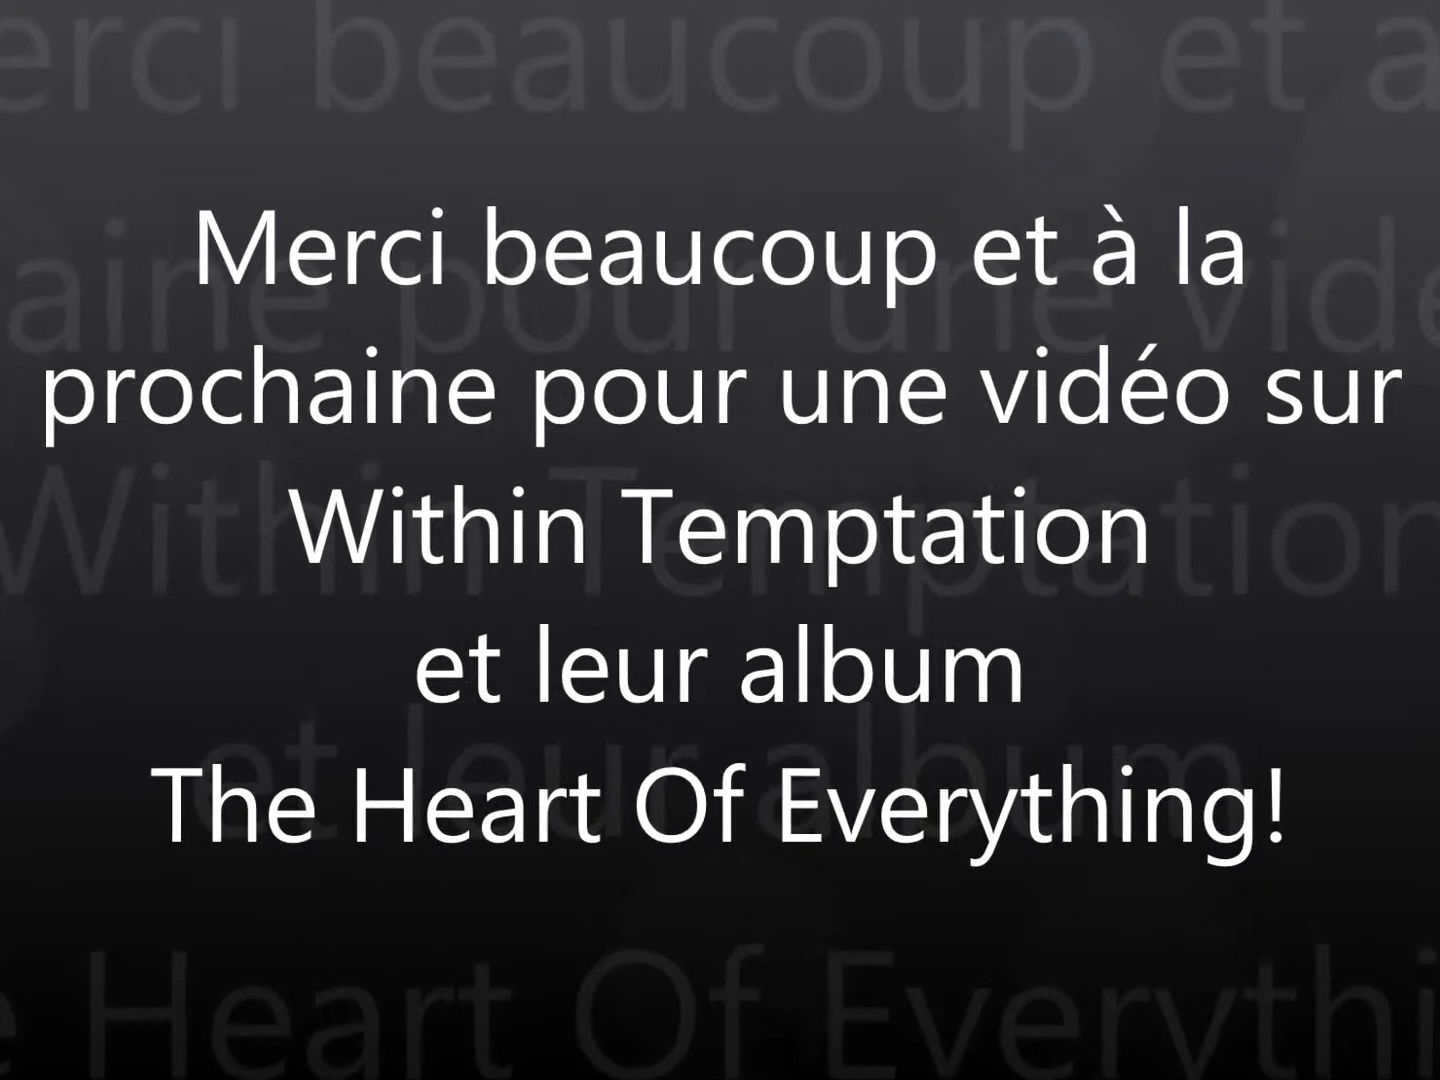 Merci beaucoup et à la
prochaine pour une vidéo sur
Within Temptation
et leur album
The Heart Of Everything!